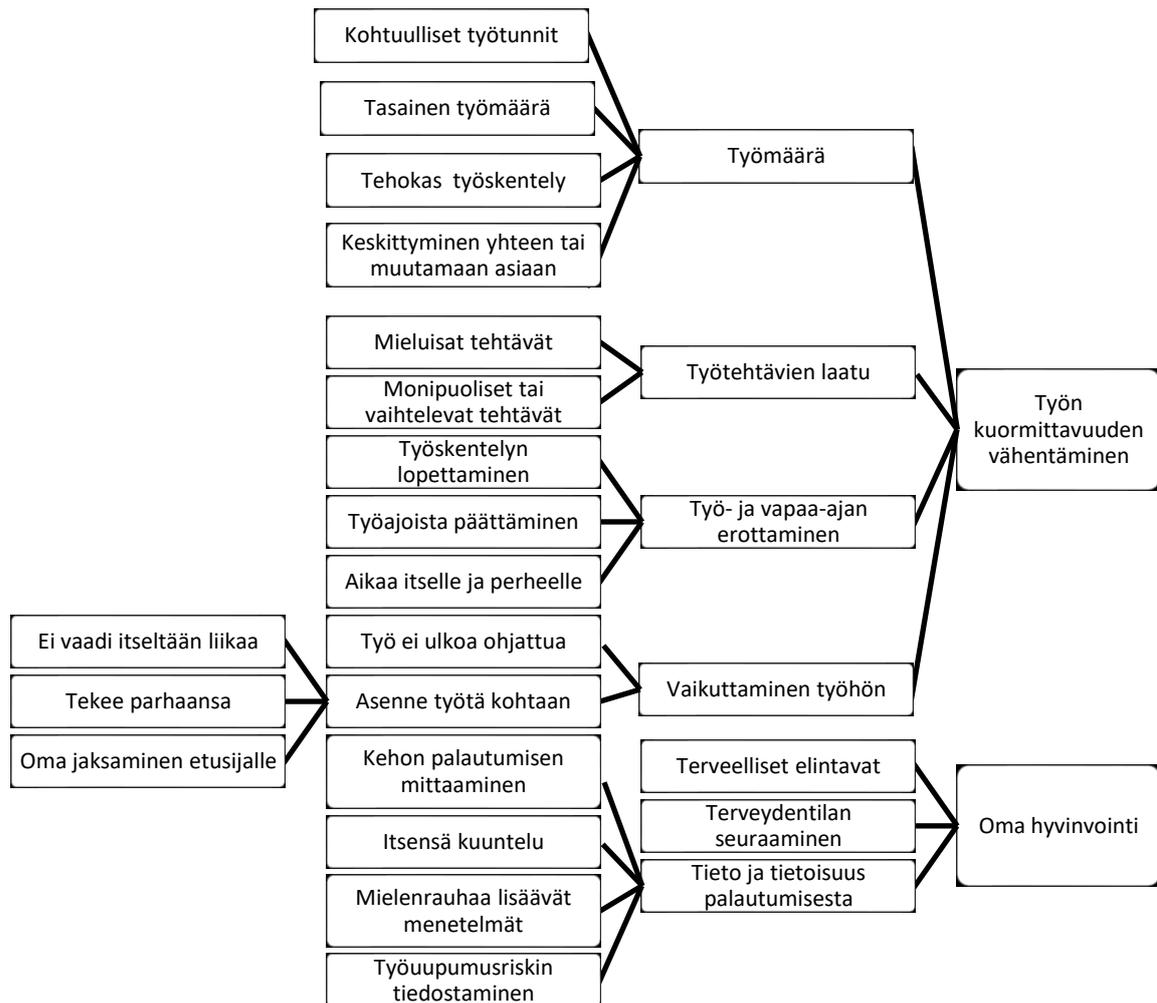 Kohtuulliset työtunnit
Tasainen työmäärä
Tehokas työskentely
Keskittyminen yhteen tai
muutamaan asiaan
Työmäärä
Mieluisat tehtävät
Monipuoliset tai
vaihtelevat tehtävät
Työtehtävien laatu
Työskentelyn
lopettaminen
Työajoista päättäminen
Aikaa itselle ja perheelle
Työ- ja vapaa-ajan
erottaminen
Ei vaadi itseltään liikaa
Tekee parhaansa
Oma jaksaminen etusijalle
Työ ei ulkoa ohjattua
Asenne työtä kohtaan
Vaikuttaminen työhön
Työn
kuormittavuuden
vähentäminen
Kehon palautumisen
mittaaminen
Itsensä kuuntelu
Mielenrauhaa lisäävät
menetelmät
Työuupumusriskin
tiedostaminen
Terveelliset elintavat
Terveydentilan
seuraaminen
Tieto ja tietoisuus
palautumisesta
Oma hyvinvointi